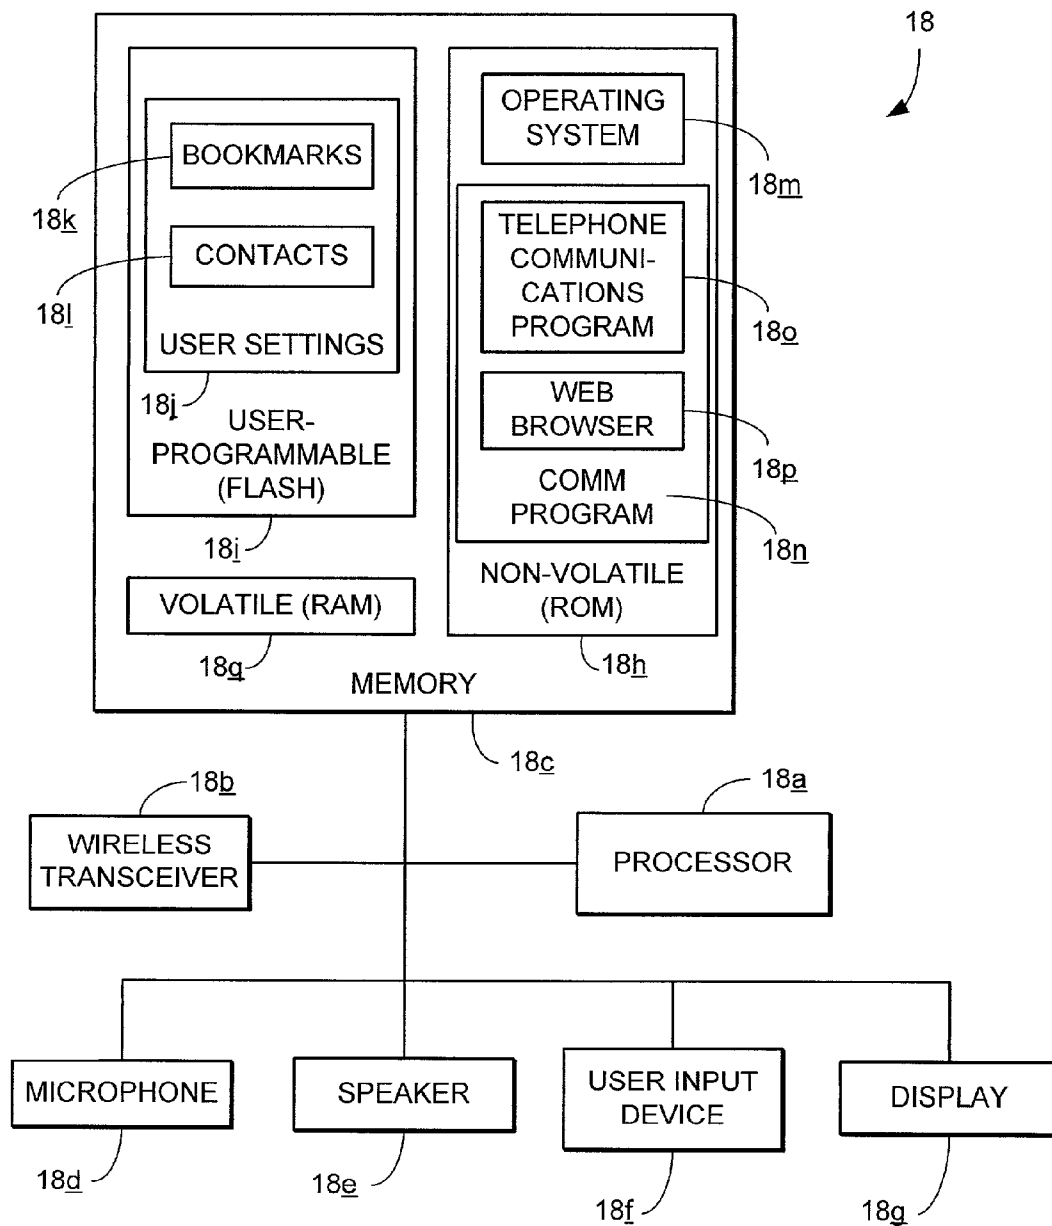 18
OPERATING
SYSTEM
BOOKMARKS
18k
18m
TELEPHONE
COMMUNI-
CATIONS
PROGRAM
CONTACTS
18l
18o
USER SETTINGS
18j
WEB
BROWSER
USER-
PROGRAMMABLE
(FLASH)
18p
COMM
PROGRAM
18i
18n
NON-VOLATILE
(ROM)
VOLATILE (RAM)
18q
18h
MEMORY
18c
18b
18a
WIRELESS
TRANSCEIVER
PROCESSOR
MICROPHONE
SPEAKER
USER INPUT
DEVICE
DISPLAY
18d
18e
18f
18g